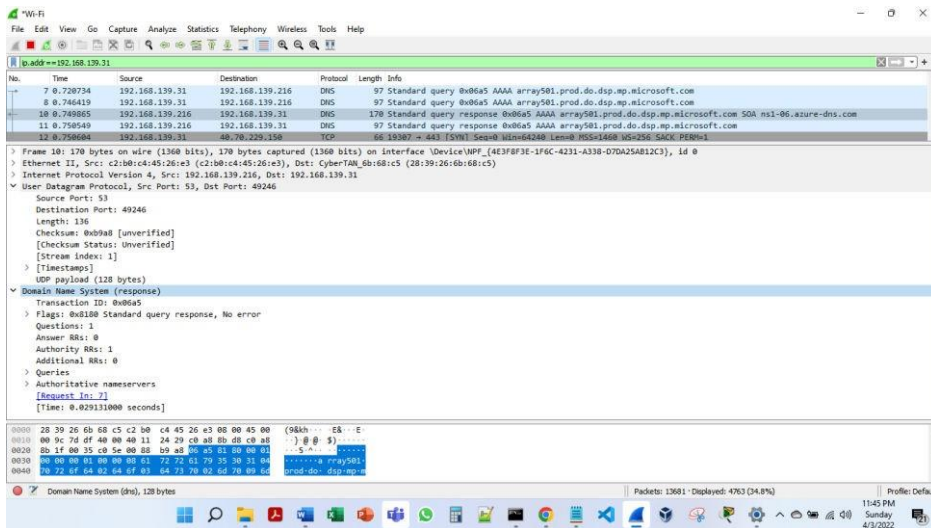 *Wi-Fi
File Edit View Go Capture Analyze Statistics Telephony Wireless Tools Help
ip.addr==192.168.139.31
No. Time Source Destination Protocol Length Info
7 0.720734 192.168.139.31 192.168.139.216 DNS 97 Standard query 0x06a5 AAAA array501.prod.do.dsp.mp.microsoft.com
8 0.746419 192.168.139.31 192.168.139.216 DNS 97 Standard query 0x06a5 AAAA array501.prod.do.dsp.mp.microsoft.com
10 0.749865 192.168.139.216 192.168.139.31 DNS 170 Standard query response 0x06a5 AAAA array501.prod.do.dsp.mp.microsoft.com SOA ns1-06.azure-dns.com
11 0.750549 192.168.139.31 192.168.139.216 DNS 97 Standard query 0x06a5 AAAA array501.prod.do.dsp.mp.microsoft.com
12 0.750604 192.168.139.31 40.70.229.150 TCP 66 19307 → 443 [SYN] Seq=0 Win=64240 Len=0 MSS=1460 WS=256 SACK_PERM=1
Frame 10: 170 bytes on wire (1360 bits), 170 bytes captured (1360 bits) on interface \Device\NPF_{4E3F8F3E-1F6C-4231-A338-D7DA25AB12C3}, id 0
Ethernet II, Src: c2:b0:c4:45:26:e3 (c2:b0:c4:45:26:e3), Dst: CyberTAN_6b:68:c5 (28:39:26:6b:68:c5)
Internet Protocol Version 4, Src: 192.168.139.216, Dst: 192.168.139.31
User Datagram Protocol, Src Port: 53, Dst Port: 49246
Source Port: 53
Destination Port: 49246
Length: 136
Checksum: 0xb9a8 [unverified]
[Checksum Status: Unverified]
[Stream index: 1]
[Timestamps]
UDP payload (128 bytes)
Domain Name System (response)
Transaction ID: 0x06a5
Flags: 0x8180 Standard query response, No error
Questions: 1
Answer RRs: 0
Authority RRs: 1
Additional RRs: 0
Queries
Authoritative nameservers
[Request In: 7]
[Time: 0.029131000 seconds]
0000 28 39 26 6b 68 c5 c2 b0 c4 45 26 e3 08 00 45 00 (9&kh··· ·E&···E·
0010 00 9c 7d df 40 00 40 11 24 29 c0 a8 8b d8 c0 a8 ··}·@·@· $)······
0020 8b 1f 00 35 c0 5e 00 88 b9 a8 06 a5 81 80 00 01 ···5·^·· ········
0030 00 00 00 01 00 00 08 61 72 72 61 79 35 30 31 04 ·······a rray501·
0040 70 72 6f 64 02 64 6f 03 64 73 70 02 6d 70 09 6d prod·do· dsp·mp·m
Domain Name System (dns), 128 bytes
Packets: 13681 · Displayed: 4763 (34.8%)
Profile: Defau
11:45 PM
Sunday
4/3/2022